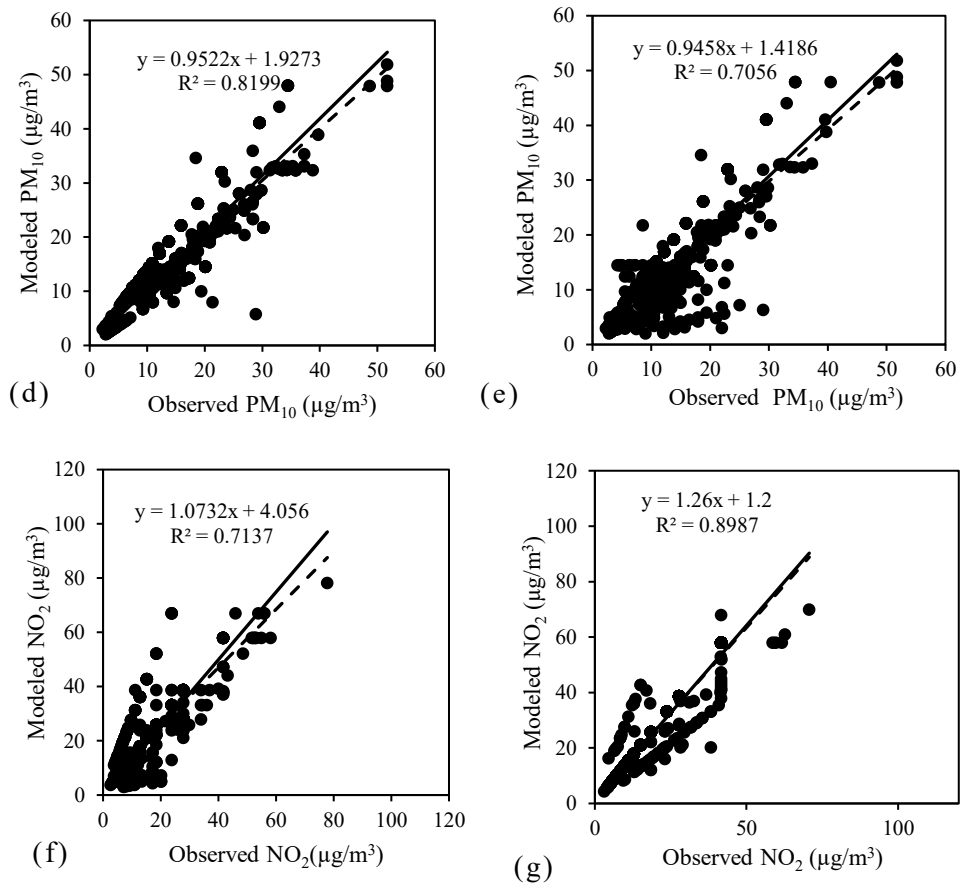 60
50
40
30
20
10
0
Modeled PM₁₀ (µg/m³)
y = 0.9522x + 1.9273
R² = 0.8199
0 10 20 30 40 50 60
(d)
Observed PM₁₀ (µg/m³)
60
50
40
30
20
10
0
Modeled PM₁₀ (µg/m³)
y = 0.9458x + 1.4186
R² = 0.7056
0 10 20 30 40 50 60
(e)
Observed PM₁₀ (µg/m³)
120
100
80
60
40
20
0
Modeled NO₂ (µg/m³)
y = 1.0732x + 4.056
R² = 0.7137
0 20 40 60 80 100 120
(f)
Observed NO₂(µg/m³)
120
100
80
60
40
20
0
Modeled NO₂ (µg/m³)
y = 1.26x + 1.2
R² = 0.8987
0 50 100
(g)
Observed NO₂ (µg/m³)